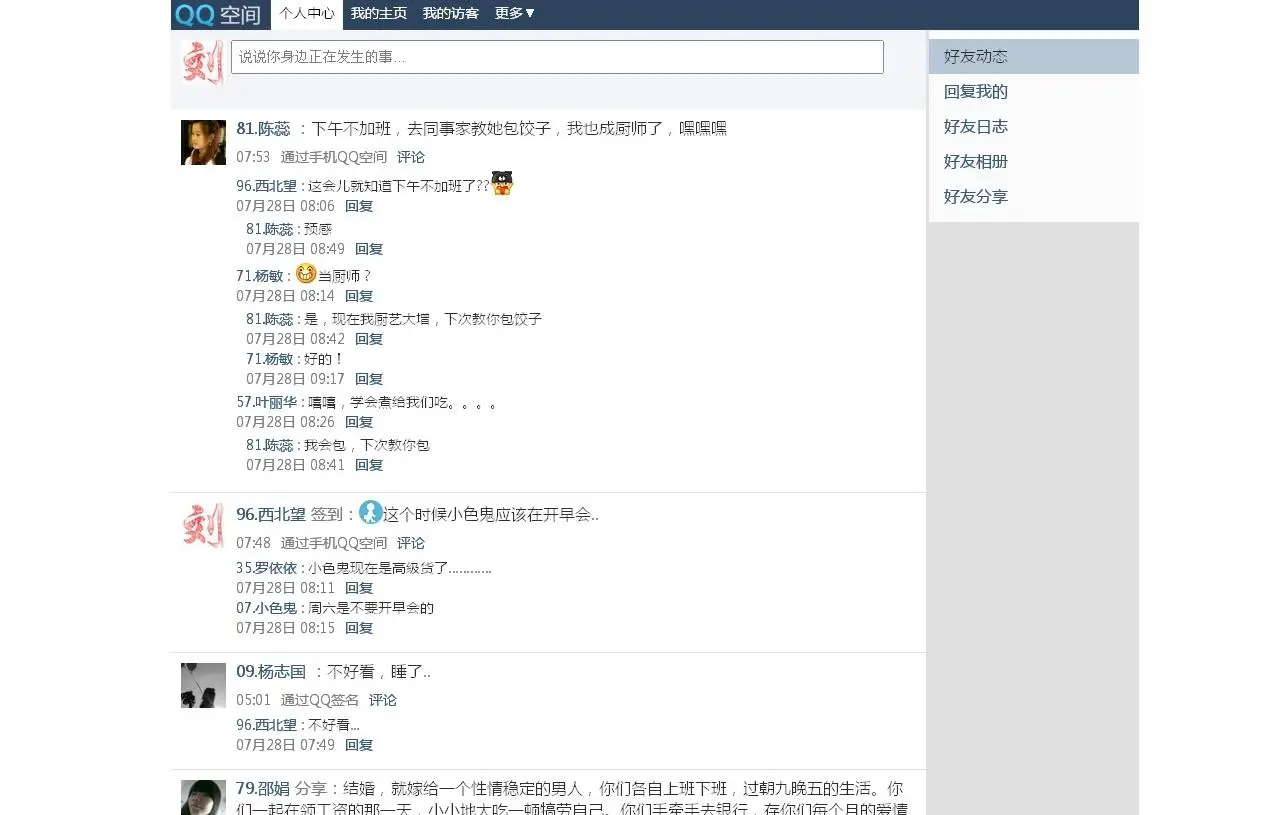 QQ 空间 个人中心 我的主页 我的访客 更多▼
刘
说说你身边正在发生的事...
81.陈蕊 ：下午不加班，去同事家教她包饺子，我也成厨师了，嘿嘿嘿
07:53 通过手机QQ空间 评论
96.西北望 : 这会儿就知道下午不加班了??
07月28日 08:06 回复
81.陈蕊 : 预感
07月28日 08:49 回复
71.杨敏 : 当厨师？
07月28日 08:14 回复
81.陈蕊 : 是，现在我厨艺大增，下次教你包饺子
07月28日 08:42 回复
71.杨敏 : 好的！
07月28日 09:17 回复
57.叶丽华 : 嘻嘻，学会煮给我们吃。。。。
07月28日 08:26 回复
81.陈蕊 : 我会包，下次教你包
07月28日 08:41 回复
刘
96.西北望 签到：这个时候小色鬼应该在开早会..
07:48 通过手机QQ空间 评论
35.罗依依 : 小色鬼现在是高级货了............
07月28日 08:11 回复
07.小色鬼 : 周六是不要开早会的
07月28日 08:15 回复
09.杨志国 ：不好看，睡了..
05:01 通过QQ签名 评论
96.西北望 : 不好看...
07月28日 07:49 回复
79.邵娟 分享：结婚，就嫁给一个性情稳定的男人，你们各自上班下班，过朝九晚五的生活。你
们一起在领工资的那一天，小小地大吃一顿犒劳自己。你们手牵手去银行，存你们每个月的爱情
好友动态
回复我的
好友日志
好友相册
好友分享